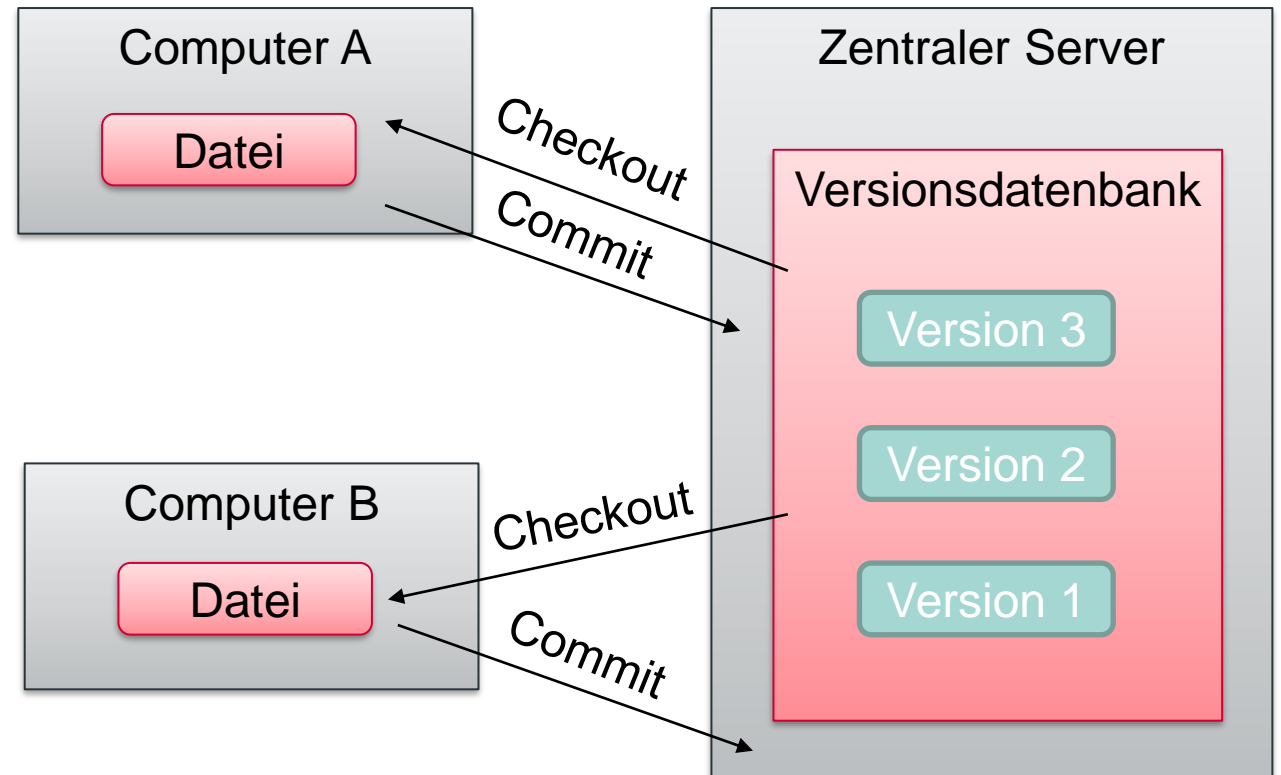 Computer A
Datei
Checkout
Commit
Zentraler Server
Versionsdatenbank
Version 3
Version 2
Version 1
Computer B
Datei
Checkout
Commit